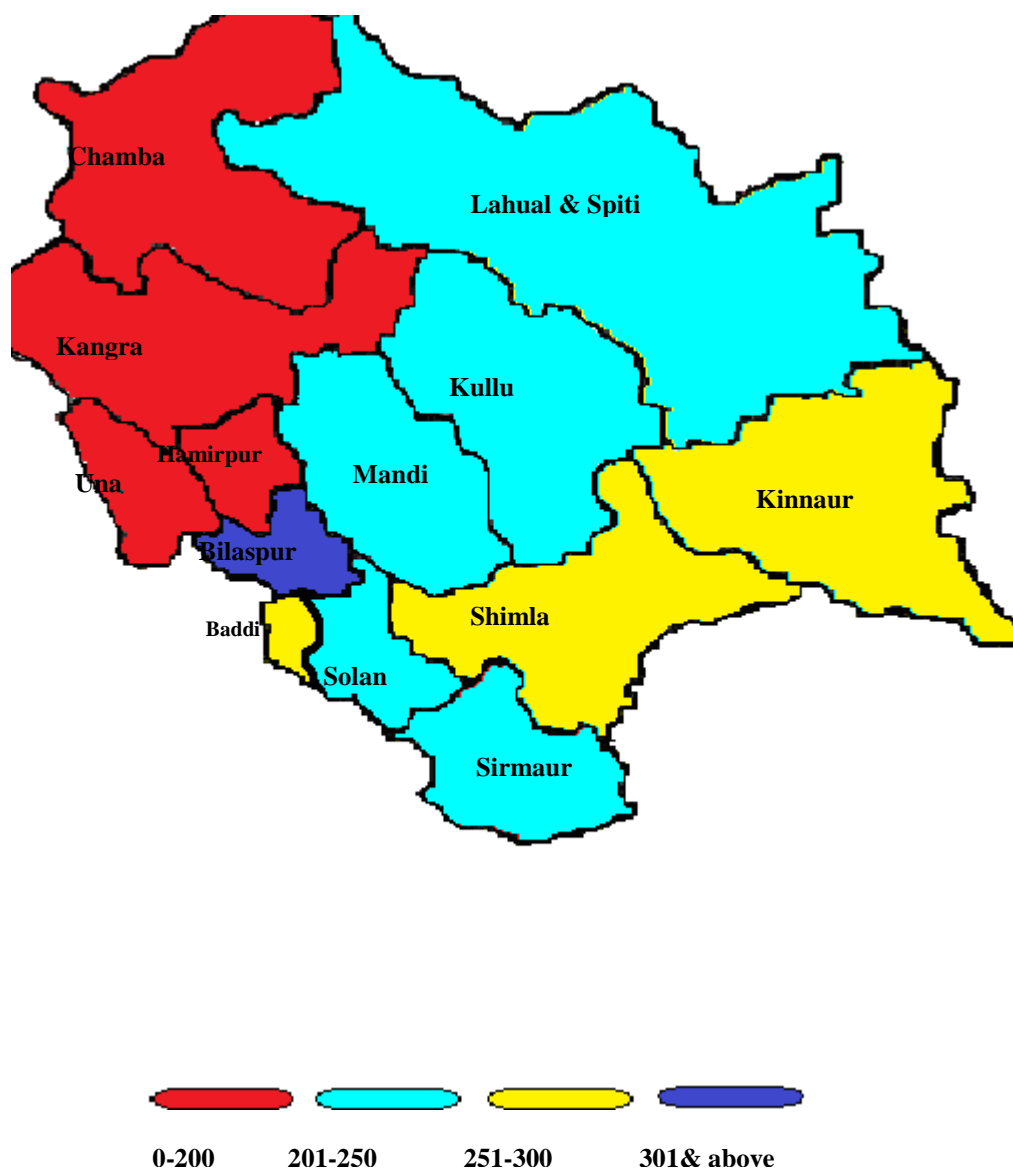 Chamba
Lahual & Spiti
Kangra
Kullu
Hamirpur
Mandi
Una
Kinnaur
Bilaspur
Shimla
Baddi
Solan
Sirmaur
0-200 201-250 251-300 301& above